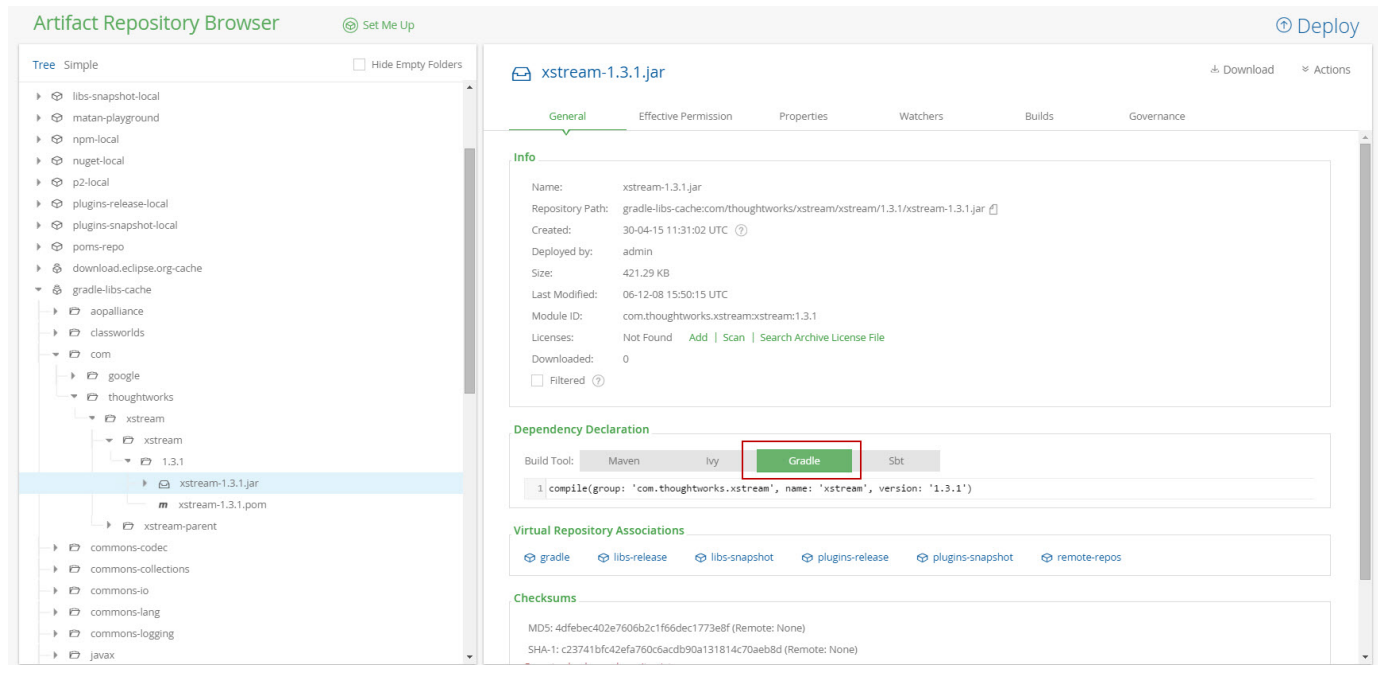 Artifact Repository Browser
Set Me Up
Deploy
Tree Simple
Hide Empty Folders
libs-snapshot-local
matan-playground
npm-local
nuget-local
p2-local
plugins-release-local
plugins-snapshot-local
poms-repo
download.eclipse.org-cache
gradle-libs-cache
aopalliance
classworlds
com
google
thoughtworks
xstream
xstream
1.3.1
xstream-1.3.1.jar
m xstream-1.3.1.pom
xstream-parent
commons-codec
commons-collections
commons-io
commons-lang
commons-logging
javax
xstream-1.3.1.jar
Download Actions
General Effective Permission Properties Watchers Builds Governance
Info
Name: xstream-1.3.1.jar
Repository Path: gradle-libs-cache:com/thoughtworks/xstream/xstream/1.3.1/xstream-1.3.1.jar
Created: 30-04-15 11:31:02 UTC ?
Deployed by: admin
Size: 421.29 KB
Last Modified: 06-12-08 15:50:15 UTC
Module ID: com.thoughtworks.xstream:xstream:1.3.1
Licenses: Not Found Add | Scan | Search Archive License File
Downloaded: 0
Filtered ?
Dependency Declaration
Build Tool: Maven Ivy Gradle Sbt
1 compile(group: 'com.thoughtworks.xstream', name: 'xstream', version: '1.3.1')
Virtual Repository Associations
gradle libs-release libs-snapshot plugins-release plugins-snapshot remote-repos
Checksums
MD5: 4dfebec402e7606b2c1f66dec1773e8f (Remote: None)
SHA-1: c23741bfc42efa760c6acdb90a131814c70aeb8d (Remote: None)